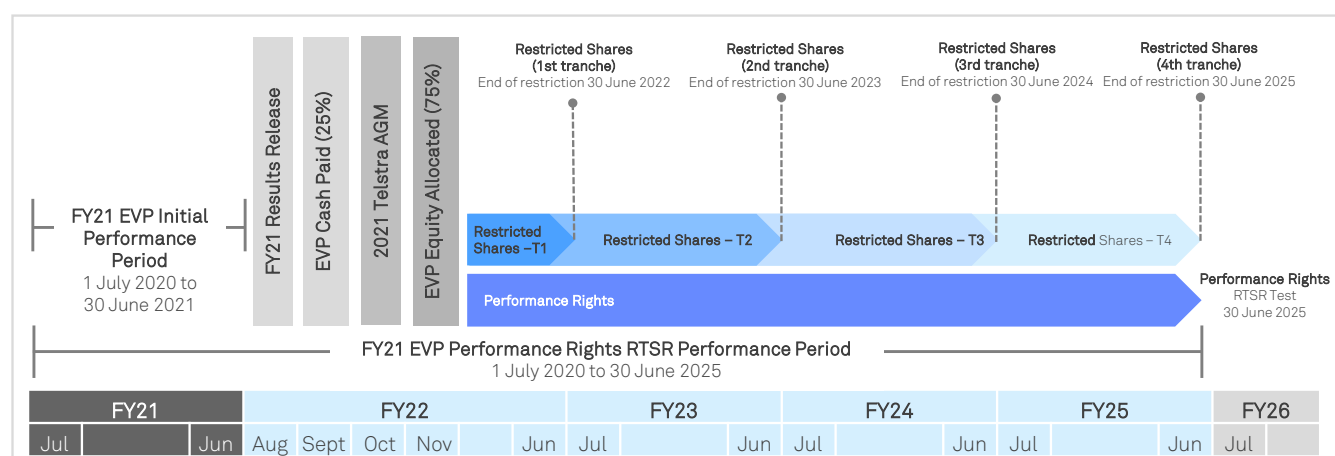 Restricted Shares
(1st tranche)
End of restriction 30 June 2022
Restricted Shares
(2nd tranche)
End of restriction 30 June 2023
Restricted Shares
(3rd tranche)
End of restriction 30 June 2024
Restricted Shares
(4th tranche)
End of restriction 30 June 2025
FY21 EVP Initial
Performance
Period
1 July 2020 to
30 June 2021
FY21 Results Release
EVP Cash Paid (25%)
2021 Telstra AGM
EVP Equity Allocated (75%)
Restricted
Shares –T1
Restricted Shares – T2
Restricted Shares – T3
Restricted Shares – T4
Performance Rights
Performance Rights
RTSR Test
30 June 2025
FY21 EVP Performance Rights RTSR Performance Period
1 July 2020 to 30 June 2025
FY21 FY22 FY23 FY24 FY25 FY26
Jul Jun Aug Sept Oct Nov Jun Jul Jun Jul Jun Jul Jun Jul